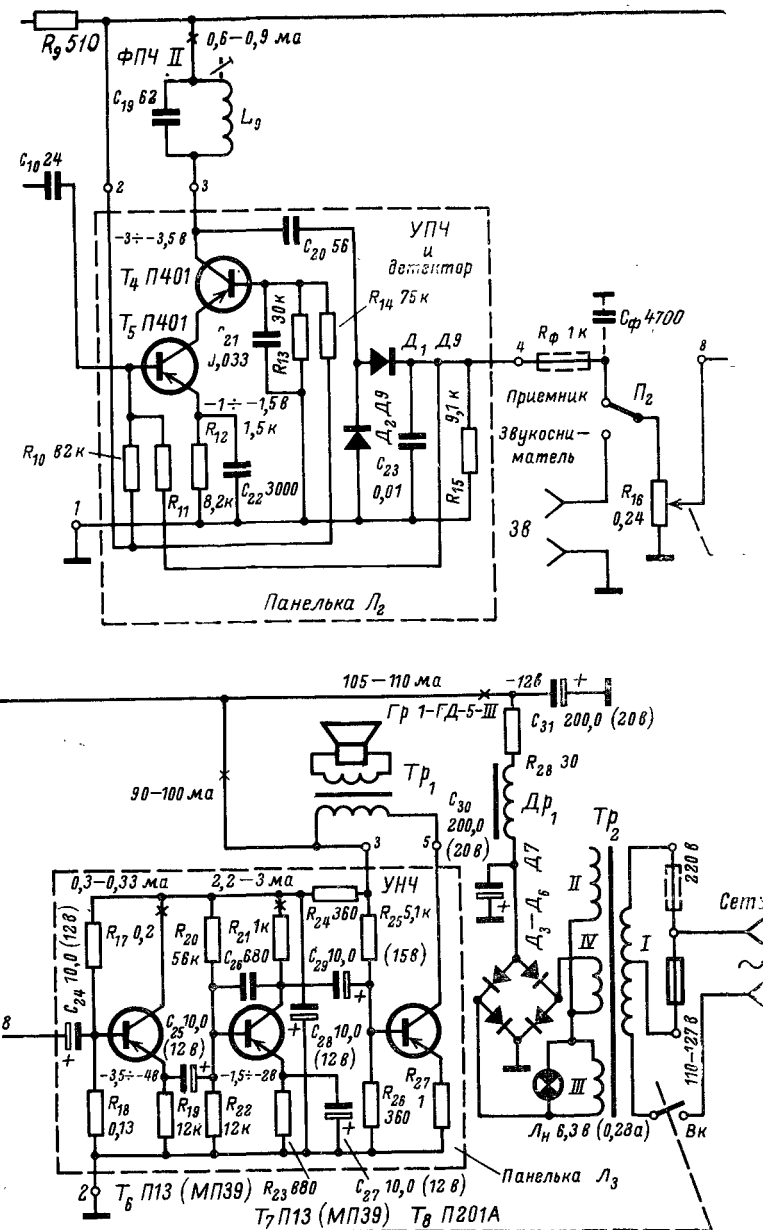 R9 510
ФПЧ II
0,6–0,9 ма
C19 62
L9
C10 24
2
3
-3÷-3,5 в
УПЧ
и
детектор
C20 56
T4 П401
R14 75к
30к
R13
T5 П401
C21
0,033
Rф 1к
Cф 4700
4
Д1 Д9
8
Приемник
П2
-1÷-1,5 в
R12
1,5к
Д2 Д9
9,1 к
Звукосни-
матель
R10 82к
C23
0,01
R15
R16
0,24
R11
8,2к
C22 3000
1
Зв
Панелька Л2
105–110 ма
-12в
+
Гр 1-ГД-5-III
C31 200,0 (20в)
R28 30
Тр1
90–100 ма
C30
200,0
(20в)
Др1
Тр2
3
5
220 в
Д3–Д6 Д7
II
0,3–0,33 ма
2,2–3 ма
УНЧ
R24 360
R17 0,2
R20
56к
R21 1к
R25 5,1к
Сеть
C24 10,0 (12в)
C26 680
C29 10,0
(15в)
IV
I
+
8
C25 10,0
(12в)
C28 10,0
(12в)
+
+
110–127 в
-3,5÷-4в
+
-1,5÷-2в
R27
1
R18
0,13
R19
12к
R22
12к
+
R26
360
III
Лн 6,3 в (0,28а)
Вк
Панелька Л3
2
T6 П13 (МП39)
R23 880
C27 10,0 (12в)
T7 П13 (МП39)
T8 П201А